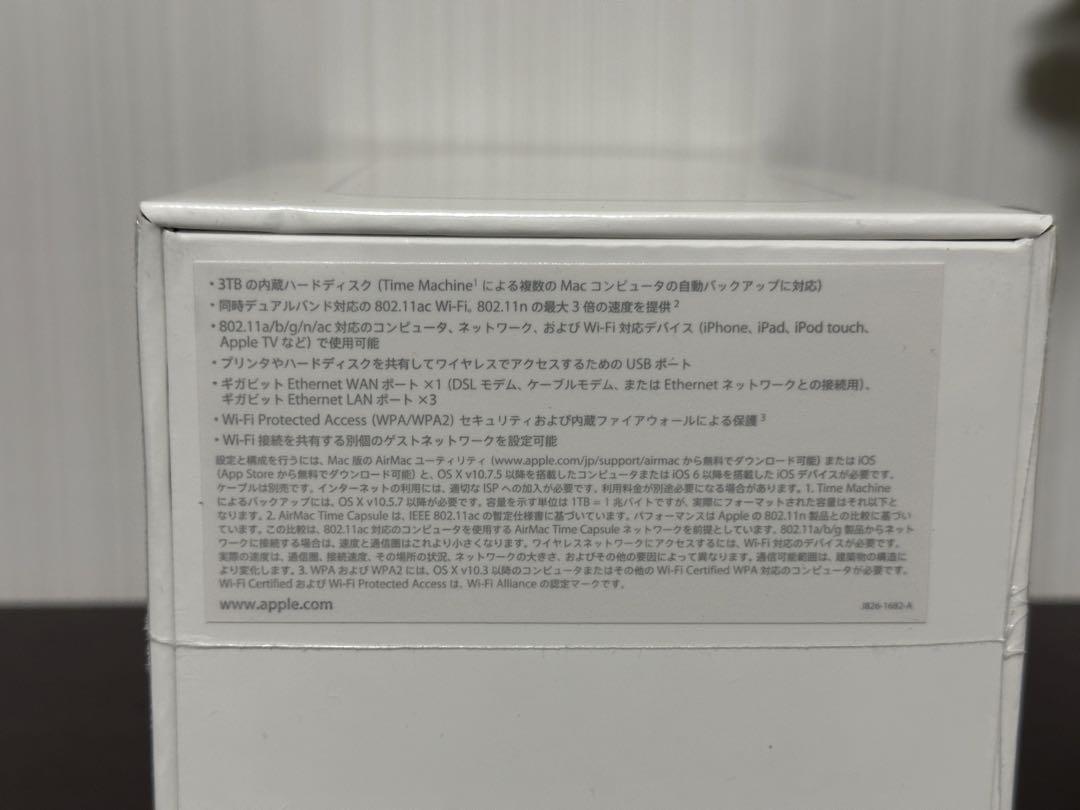 • 3TB の内蔵ハードディスク (Time Machine¹ による複数の Mac コンピュータの自動バックアップに対応)
• 同時デュアルバンド対応の 802.11ac Wi-Fi。802.11n の最大 3 倍の速度を提供²
• 802.11a/b/g/n/ac 対応のコンピュータ、ネットワーク、および Wi-Fi 対応デバイス (iPhone、iPad、iPod touch、
Apple TV など) で使用可能
• プリンタやハードディスクを共有してワイヤレスでアクセスするための USB ポート
• ギガビット Ethernet WAN ポート ×1 (DSL モデム、ケーブルモデム、または Ethernet ネットワークとの接続用)、
ギガビット Ethernet LAN ポート ×3
• Wi-Fi Protected Access (WPA/WPA2) セキュリティおよび内蔵ファイアウォールによる保護³
• Wi-Fi 接続を共有する別個のゲストネットワークを設定可能
設定と構成を行うには、Mac 版の AirMac ユーティリティ (www.apple.com/jp/support/airmac から無料でダウンロード可能) または iOS
(App Store から無料でダウンロード可能) と、OS X v10.7.5 以降を搭載したコンピュータまたは iOS 6 以降を搭載した iOS デバイスが必要です。
ケーブルは別売です。インターネットの利用には、適切な ISP への加入が必要です。利用料金が別途必要になる場合があります。1. Time Machine
によるバックアップには、OS X v10.5.7 以降が必要です。容量を示す単位は 1TB = 1 兆バイトですが、実際にフォーマットされた容量はそれ以下と
なります。2. AirMac Time Capsule は、IEEE 802.11ac の暫定仕様書に基づいています。パフォーマンスは Apple の 802.11n 製品との比較に基づい
ています。この比較は、802.11ac 対応のコンピュータを使用する AirMac Time Capsule ネットワークを前提としています。802.11a/b/g 製品からネット
ワークに接続する場合は、速度と通信圏はこれより小さくなります。ワイヤレスネットワークにアクセスするには、Wi-Fi 対応のデバイスが必要です。
実際の速度は、通信圏、接続速度、その場所の状況、ネットワークの大きさ、およびその他の要因によって異なります。通信可能範囲は、建築物の構造に
より変化します。3. WPA および WPA2 には、OS X v10.3 以降のコンピュータまたはその他の Wi-Fi Certified WPA 対応のコンピュータが必要です。
Wi-Fi Certified および Wi-Fi Protected Access は、Wi-Fi Alliance の認定マークです。
www.apple.com
J826-1682-A